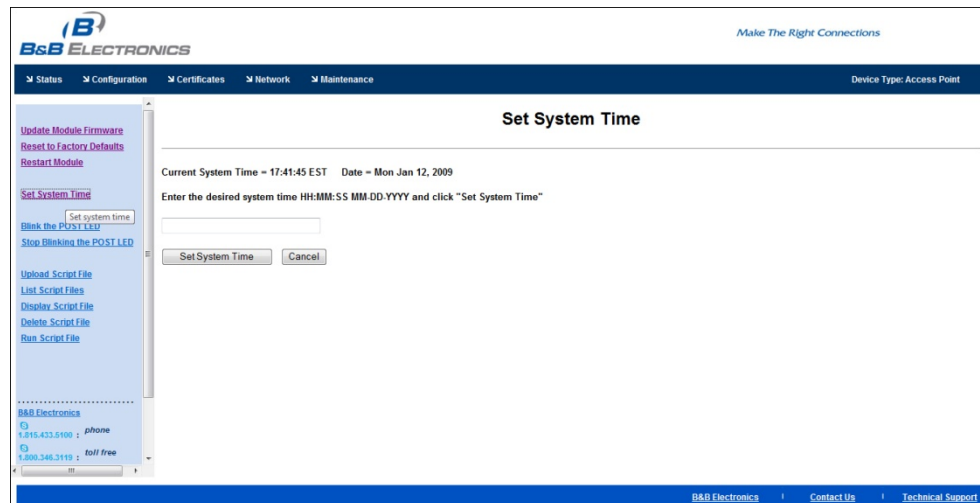 B&B ELECTRONICS
Make The Right Connections
Status Configuration Certificates Network Maintenance
Device Type: Access Point
Update Module Firmware
Reset to Factory Defaults
Restart Module
Set System Time
Set system time
Blink the POST LED
Stop Blinking the POST LED
Upload Script File
List Script Files
Display Script File
Delete Script File
Run Script File
B&B Electronics
1.815.433.5100 : phone
1.800.346.3119 : toll free
Set System Time
Current System Time = 17:41:45 EST Date = Mon Jan 12, 2009
Enter the desired system time HH:MM:SS MM-DD-YYYY and click "Set System Time"
Set System Time Cancel
B&B Electronics | Contact Us | Technical Support